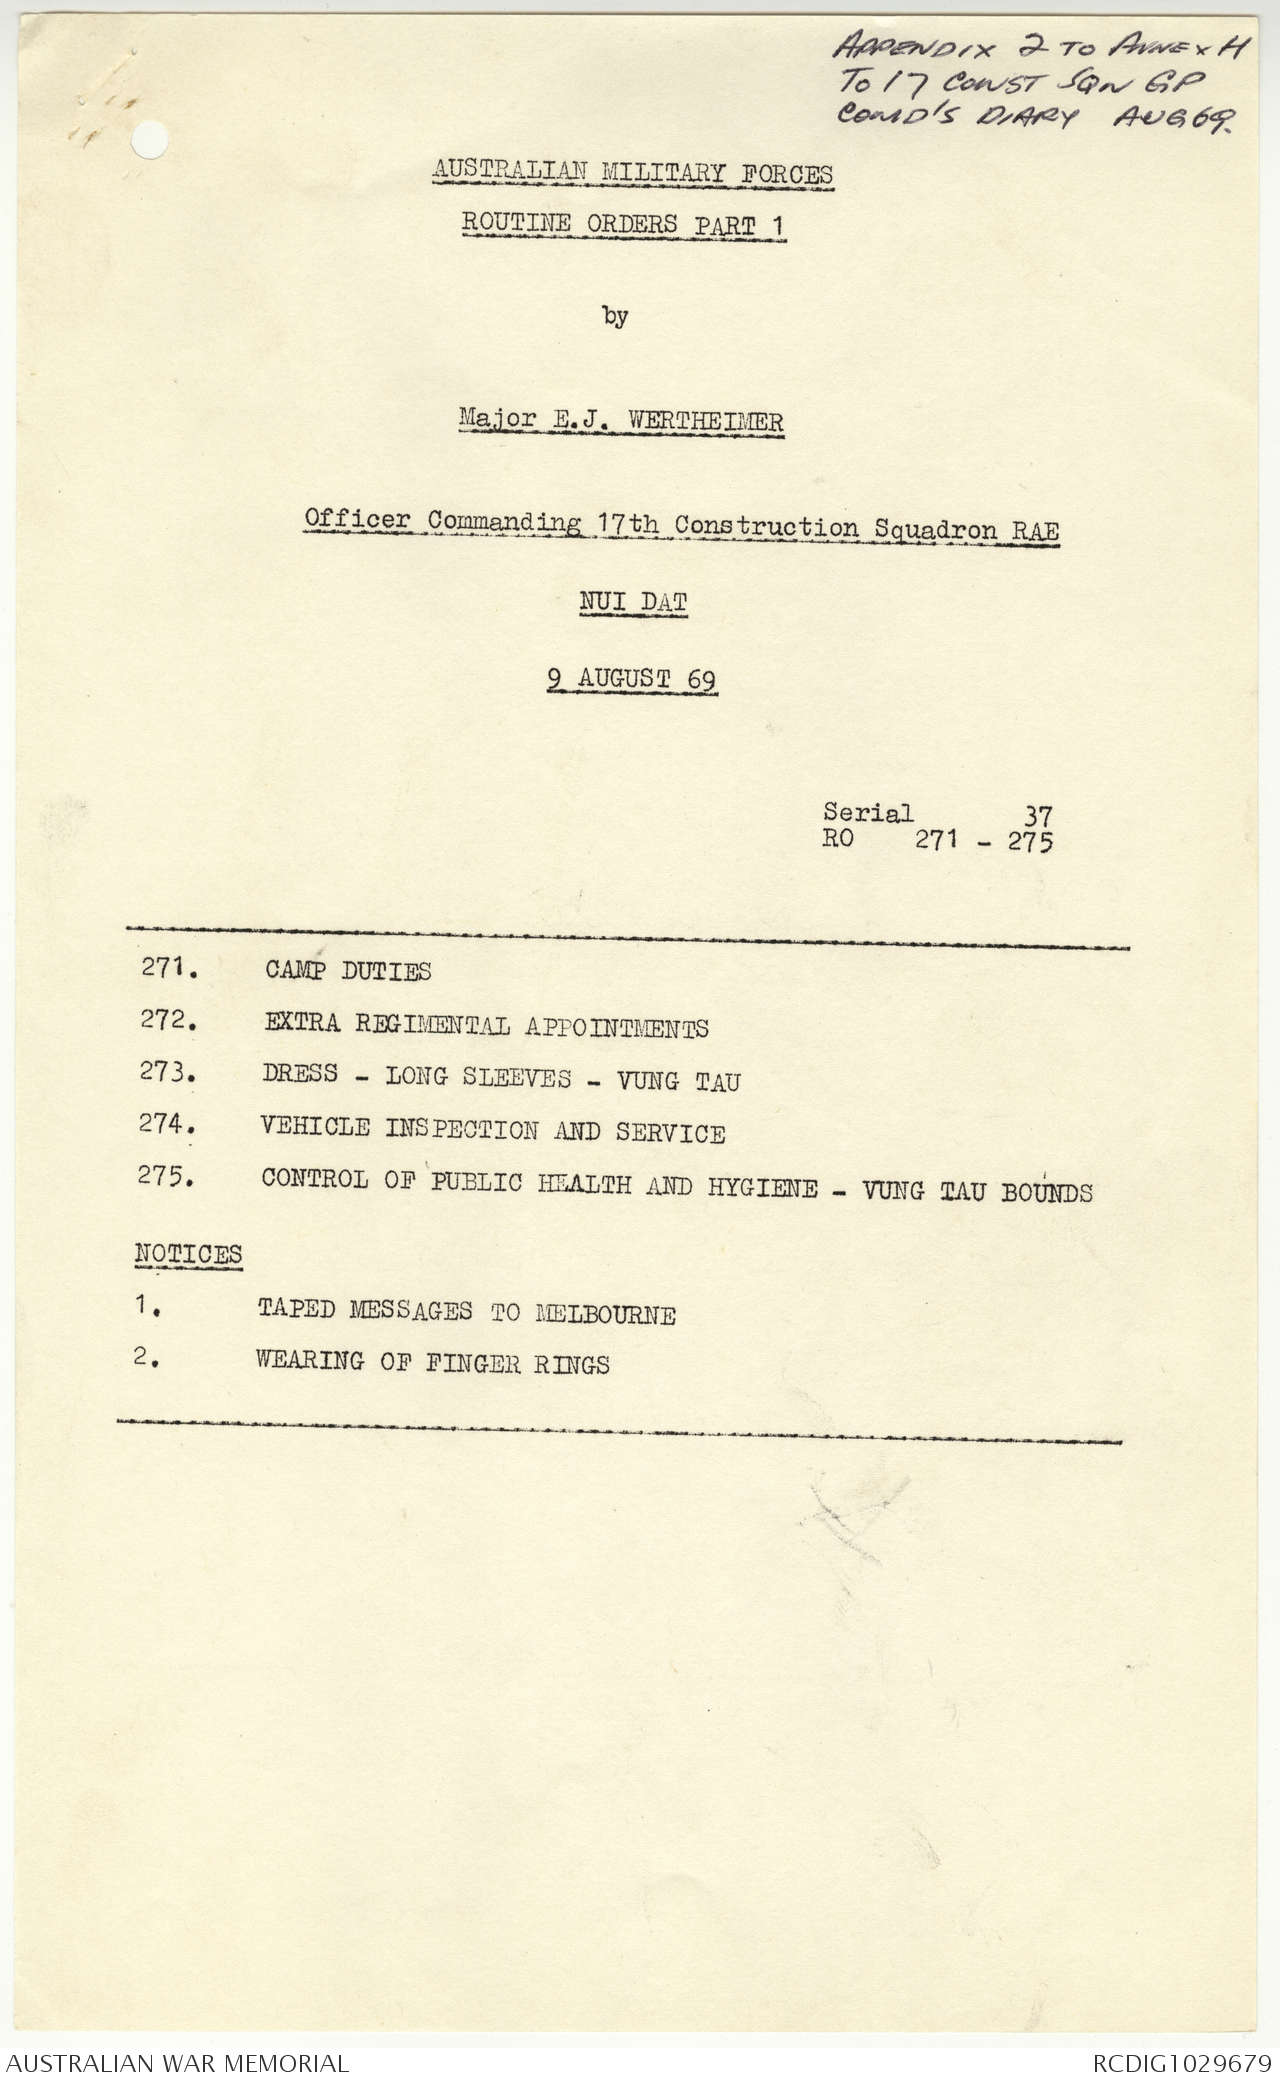 APPENDIX 2 TO ANNEX H
TO 17 CONST SQN GP
COMD'S DIARY AUG 69.
AUSTRALIAN MILITARY FORCES
ROUTINE ORDERS PART 1
by
Major E.J. WERTHEIMER
Officer Commanding 17th Construction Squadron RAE
NUI DAT
9 AUGUST 69
Serial 37
RO 271 - 275
271. CAMP DUTIES
272. EXTRA REGIMENTAL APPOINTMENTS
273. DRESS - LONG SLEEVES - VUNG TAU
274. VEHICLE INSPECTION AND SERVICE
275. CONTROL OF PUBLIC HEALTH AND HYGIENE - VUNG TAU BOUNDS
NOTICES
1. TAPED MESSAGES TO MELBOURNE
2. WEARING OF FINGER RINGS
AUSTRALIAN WAR MEMORIAL
RCDIG1029679